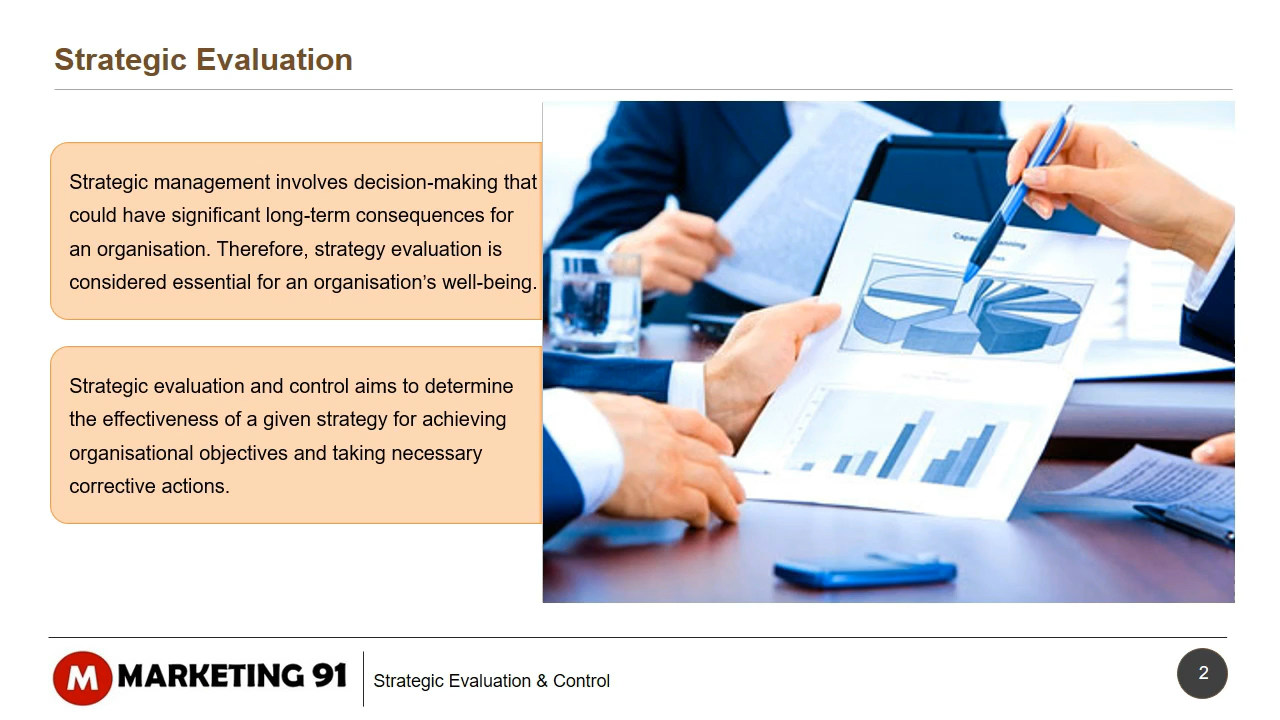 Strategic Evaluation
Strategic management involves decision-making that
could have significant long-term consequences for
an organisation. Therefore, strategy evaluation is
considered essential for an organisation’s well-being.
Strategic evaluation and control aims to determine
the effectiveness of a given strategy for achieving
organisational objectives and taking necessary
corrective actions.
M MARKETING 91
Strategic Evaluation & Control
2